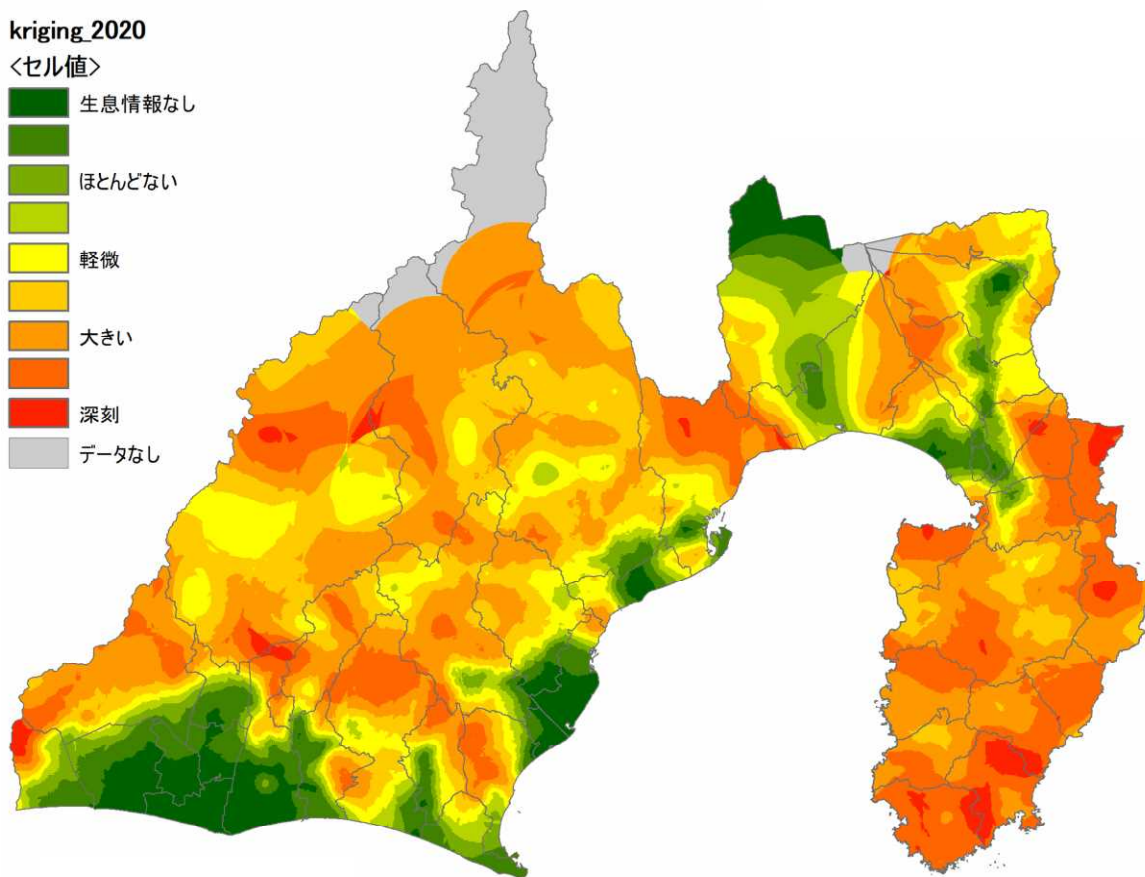 kriging_2020
<セル値>
生息情報なし
ほとんどない
軽微
大きい
深刻
データなし